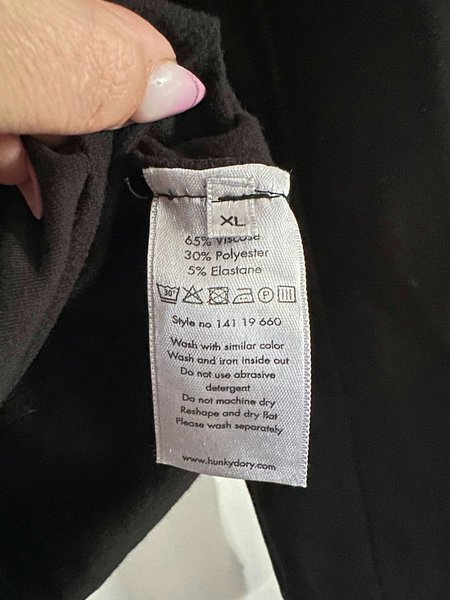 XL
65% Viscose
30% Polyester
5% Elastane
30°
P
Style no 141 19 660
Wash with similar color
Wash and iron inside out
Do not use abrasive
detergent
Do not machine dry
Reshape and dry flat
Please wash separately
www.hunkydory.com